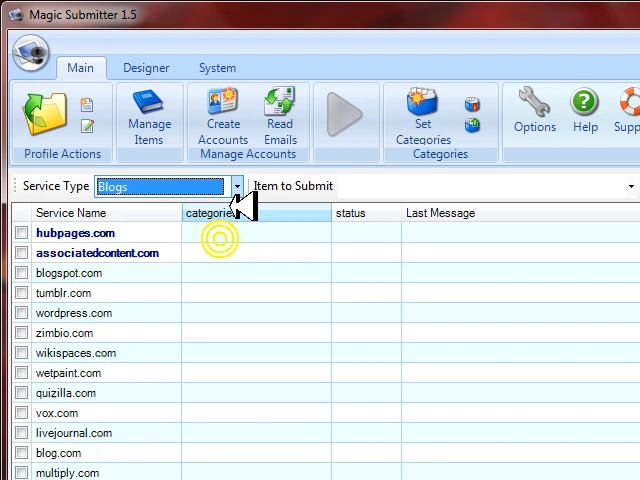 Magic Submitter 1.5
Main Designer System
Manage Items
Create Accounts
Read Emails
Set Categories
Options
Help
Profile Actions
Manage Accounts
Categories
Service Type Blogs Item to Submit
Service Name status Last Message
hubpages.com
associatedcontent.com
blogspot.com
tumblr.com
wordpress.com
zimbio.com
wikispaces.com
wetpaint.com
quizilla.com
vox.com
livejournal.com
blog.com
multiply.com